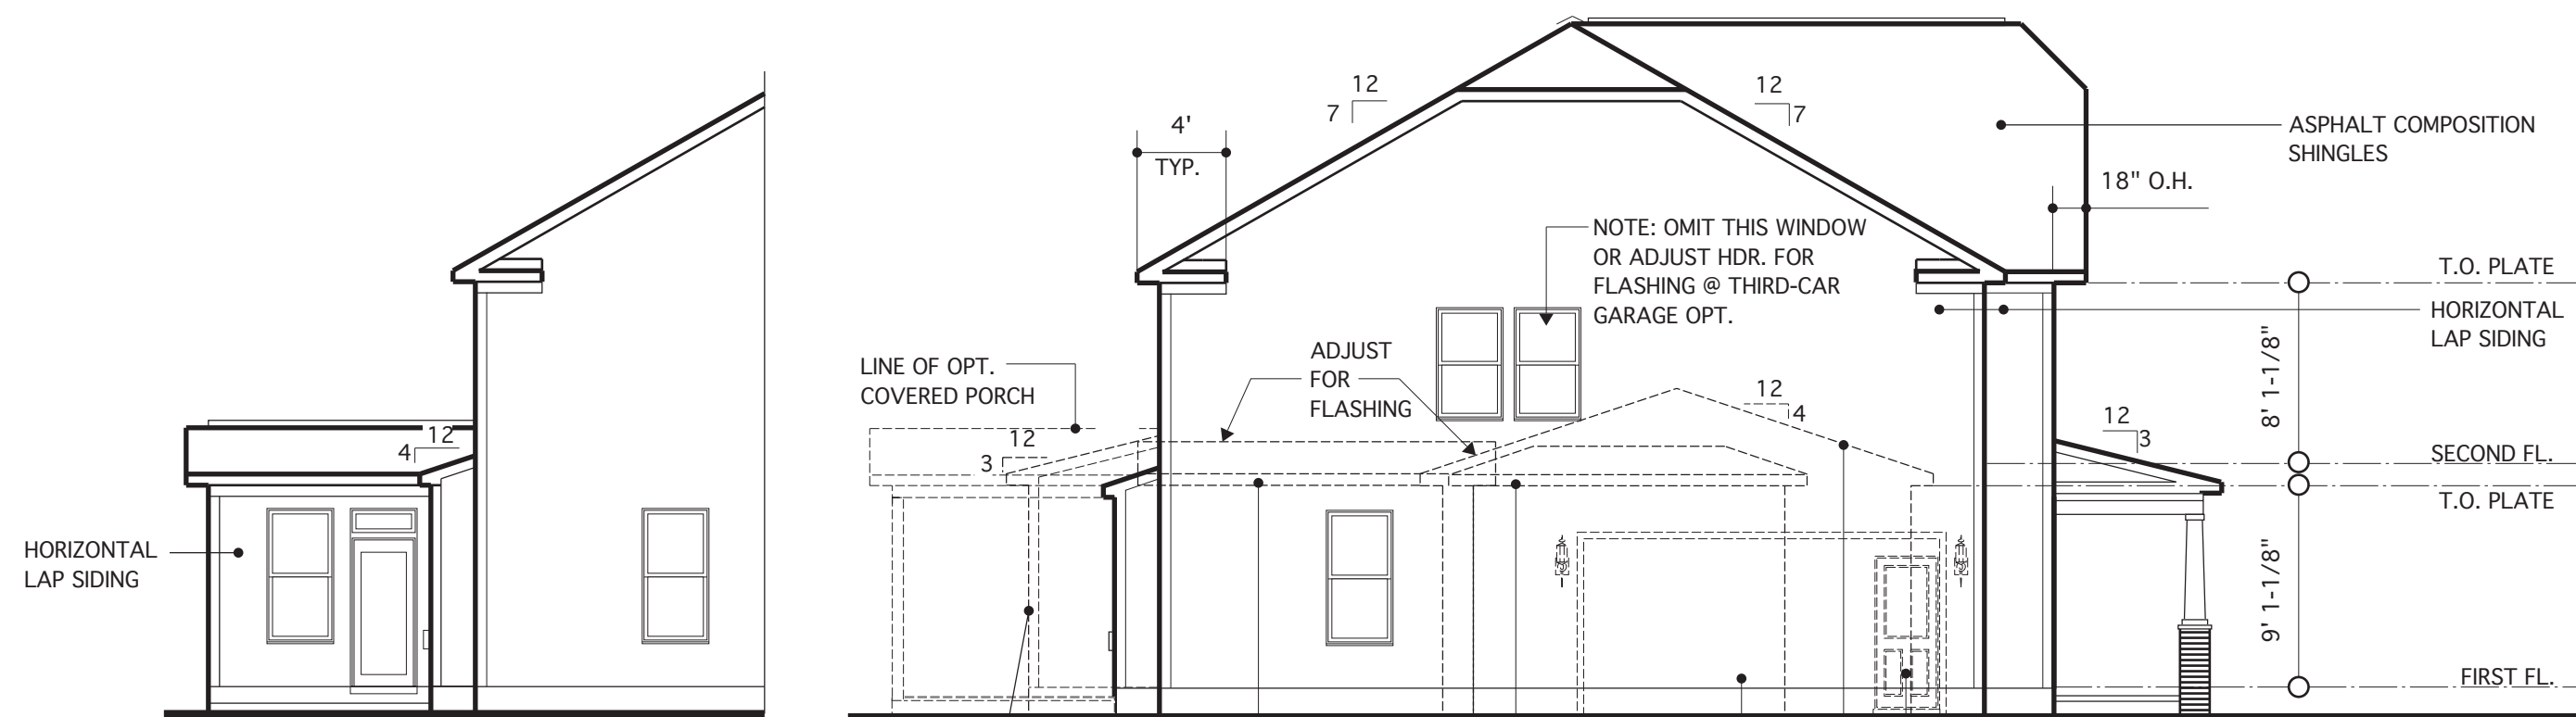 HORIZONTAL
LAP SIDING
12
4
LINE OF OPT.
COVERED PORCH
12
3
4'
TYP.
12
7
12
7
NOTE: OMIT THIS WINDOW
OR ADJUST HDR. FOR
FLASHING @ THIRD-CAR
GARAGE OPT.
ADJUST
FOR
FLASHING
12
4
ASPHALT COMPOSITION
SHINGLES
18" O.H.
T.O. PLATE
HORIZONTAL
LAP SIDING
8' 1-1/8"
12
3
SECOND FL.
T.O. PLATE
9' 1-1/8"
FIRST FL.